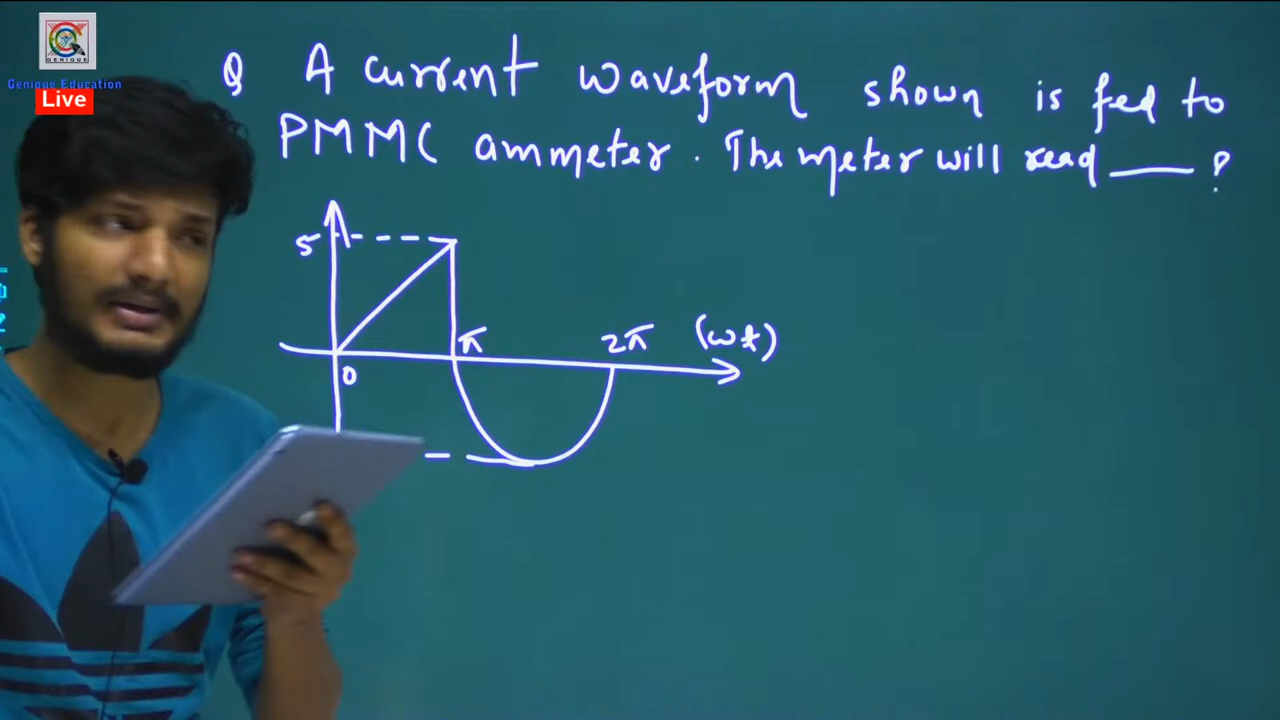 GENIQUE
Genique Education
Live
Q A current waveform shown is fed to
PMMC ammeter. The meter will read ___ ?
5
π 2π (ωt)
0